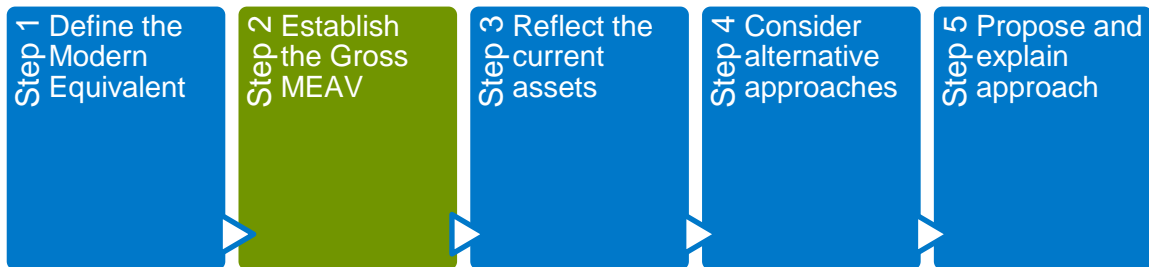 Step 1
Define the
Modern
Equivalent
Step 2
Establish
the Gross
MEAV
Step 3
Reflect the
current
assets
Step 4
Consider
alternative
approaches
Step 5
Propose and
explain
approach